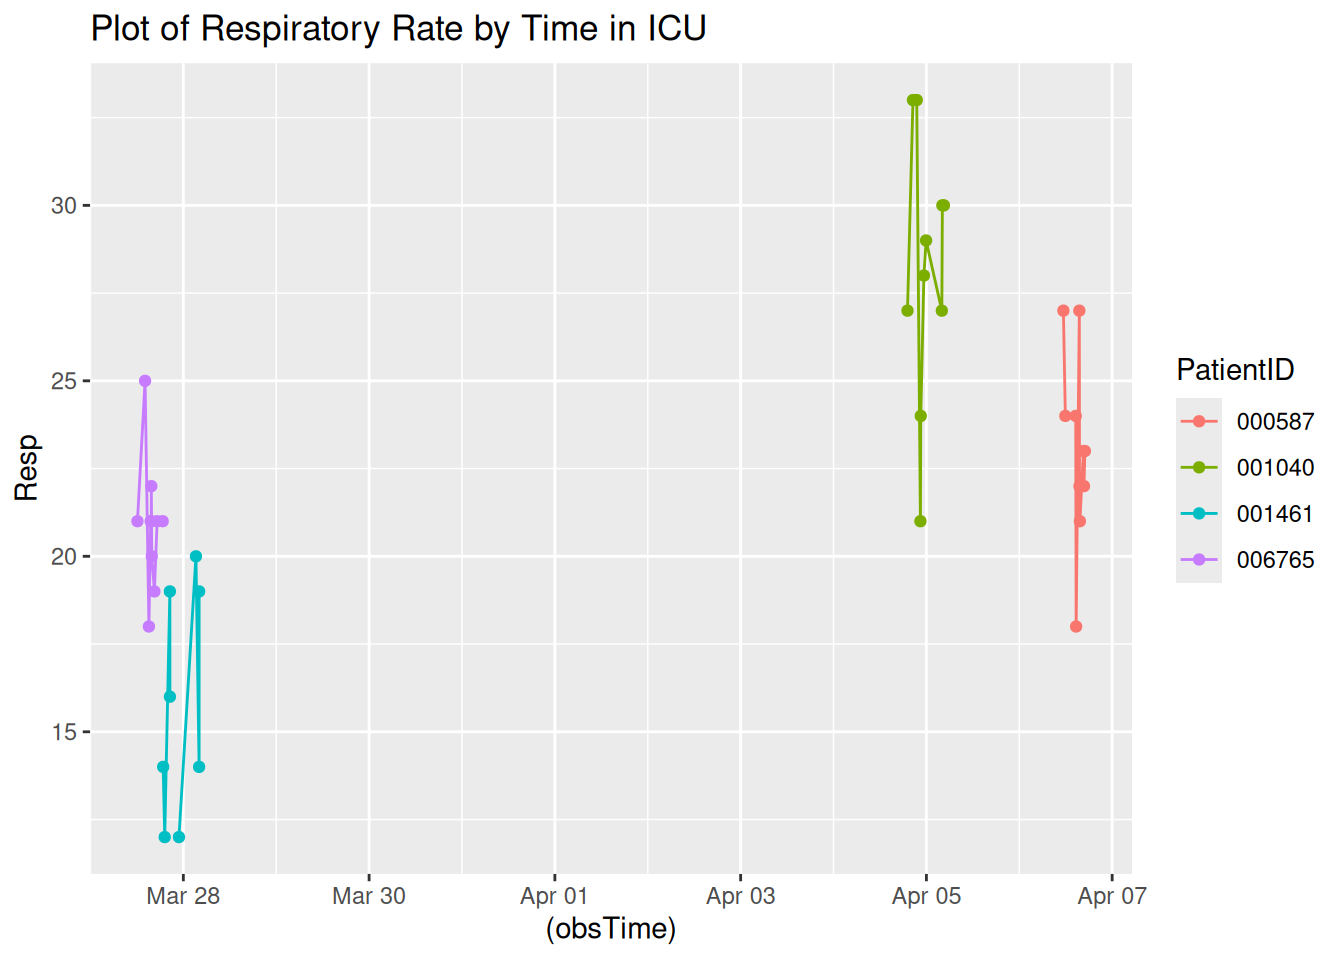 Plot of Respiratory Rate by Time in ICU
30
25
20
15
Resp
Mar 28
Mar 30
Apr 01
Apr 03
Apr 05
Apr 07
(obsTime)
PatientID
000587
001040
001461
006765